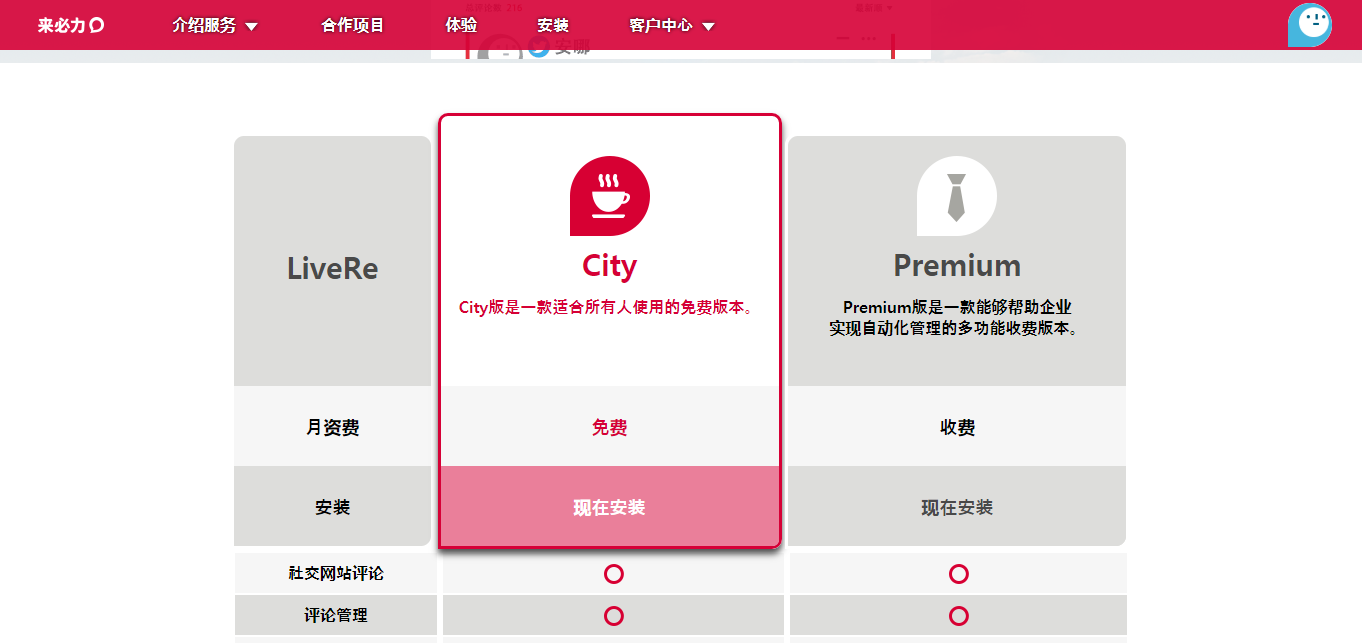 来必力
介绍服务
合作项目
体验
安装
客户中心
安娜
LiveRe
City
City版是一款适合所有人使用的免费版本。
Premium
Premium版是一款能够帮助企业
实现自动化管理的多功能收费版本。
月资费
免费
收费
安装
现在安装
现在安装
社交网站评论
评论管理